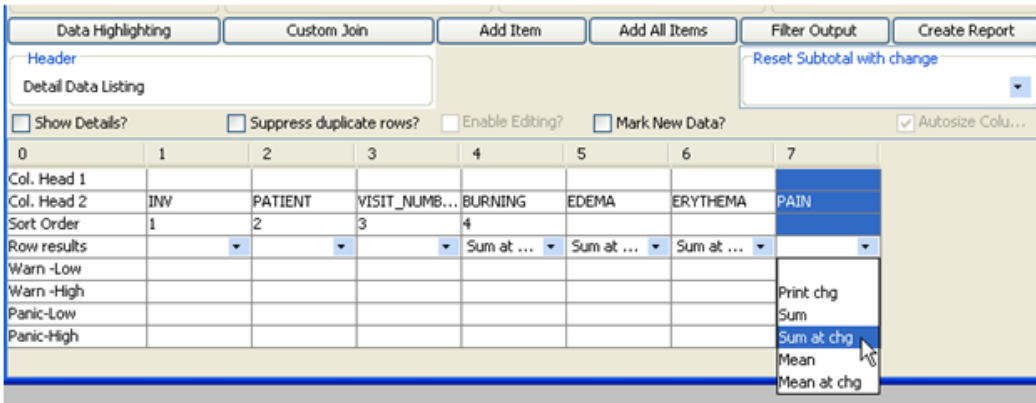 Data Highlighting Custom Join Add Item Add All Items Filter Output Create Report
Header Reset Subtotal with change
Detail Data Listing
Show Details? Suppress duplicate rows? Enable Editing? Mark New Data? Autosize Colu...
0 1 2 3 4 5 6 7
Col. Head 1
Col. Head 2 INV PATIENT VISIT_NUMB... BURNING EDEMA ERYTHEMA PAIN
Sort Order 1 2 3 4
Row results Sum at ... Sum at ... Sum at ...
Warn -Low
Warn -High Print chg
Panic-Low Sum
Panic-High Sum at chg
Mean
Mean at chg